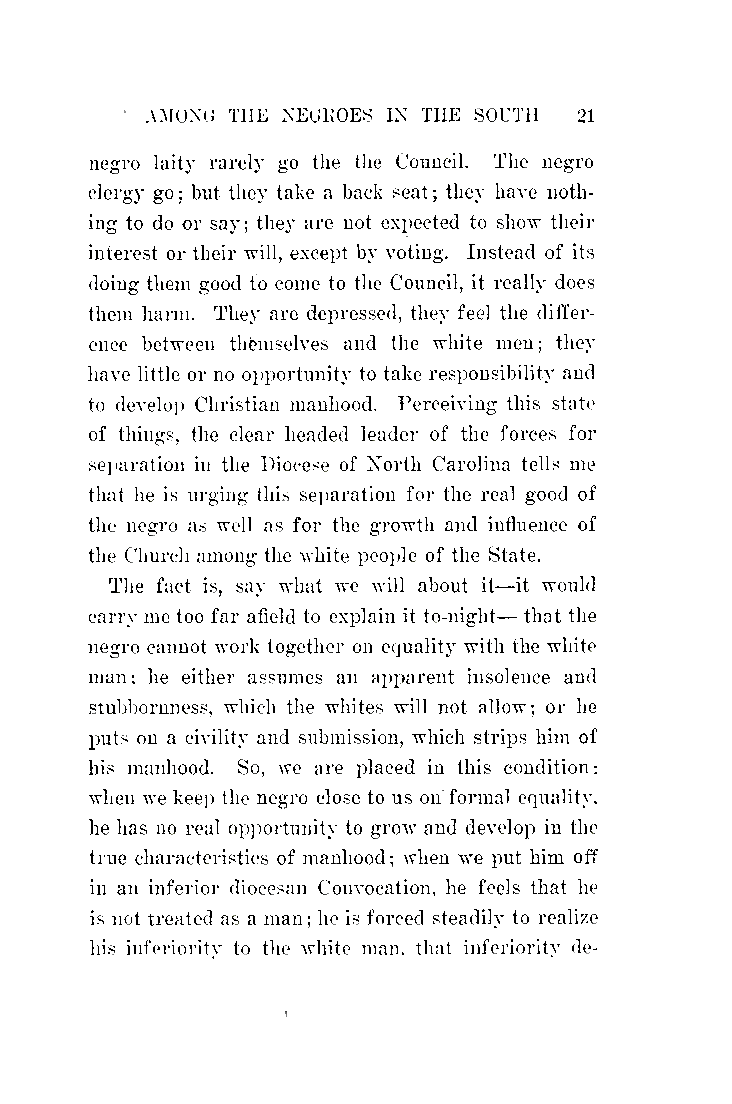 AMONG THE NEGROES IN THE SOUTH 21
negro laity rarely go the the Council. The negro
clergy go; but they take a back seat; they have noth-
ing to do or say; they are not expected to show their
interest or their will, except by voting. Instead of its
doing them good to come to the Council, it really does
them harm. They are depressed, they feel the differ-
ence between themselves and the white men; they
have little or no opportunity to take responsibility and
to develop Christian manhood. Perceiving this state
of things, the clear headed leader of the forces for
separation in the Diocese of North Carolina tells me
that he is urging this separation for the real good of
the negro as well as for the growth and influence of
the Church among the white people of the State.
The fact is, say what we will about it—it would
carry me too far afield to explain it to-night— that the
negro cannot work together on equality with the white
man; he either assumes an apparent insolence and
stubbornness, which the whites will not allow; or he
puts on a civility and submission, which strips him of
his manhood. So, we are placed in this condition:
when we keep the negro close to us on formal equality,
he has no real opportunity to grow and develop in the
true characteristics of manhood; when we put him off
in an inferior diocesan Convocation, he feels that he
is not treated as a man; he is forced steadily to realize
his inferiority to the white man, that inferiority de-